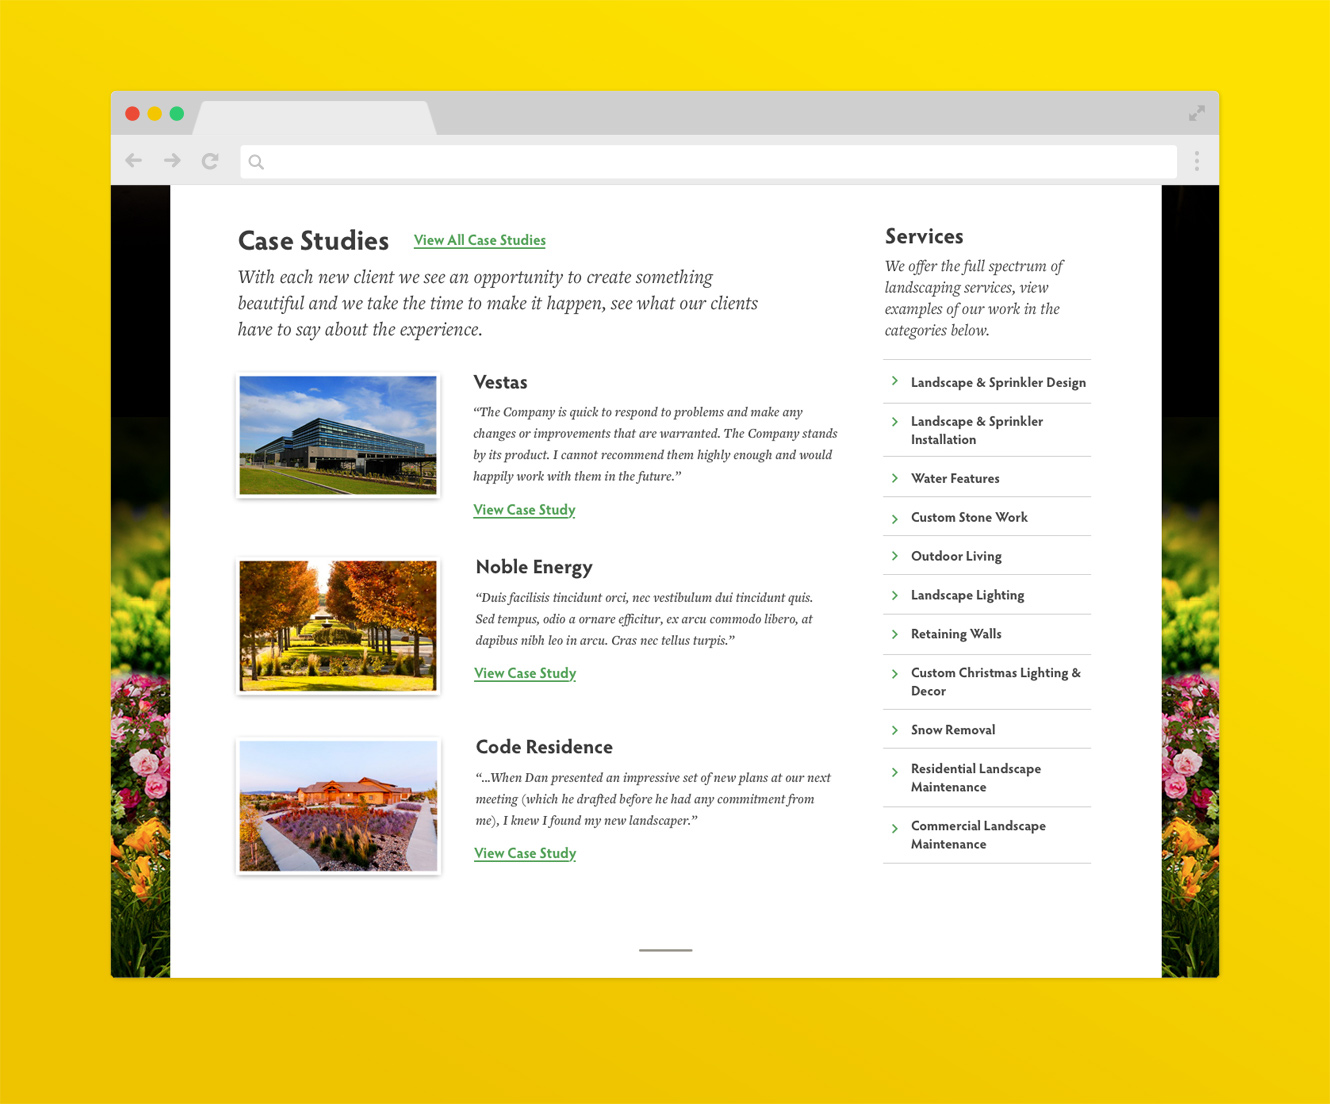 Case Studies
View All Case Studies
With each new client we see an opportunity to create something
beautiful and we take the time to make it happen, see what our clients
have to say about the experience.
Vestas
“The Company is quick to respond to problems and make any
changes or improvements that are warranted. The Company stands
by its product. I cannot recommend them highly enough and would
happily work with them in the future.”
View Case Study
Noble Energy
“Duis facilisis tincidunt orci, nec vestibulum dui tincidunt quis.
Sed tempus, odio a ornare efficitur, ex arcu commodo libero, at
dapibus nibh leo in arcu. Cras nec tellus turpis.”
View Case Study
Code Residence
“...When Dan presented an impressive set of new plans at our next
meeting (which he drafted before he had any commitment from
me), I knew I found my new landscaper.”
View Case Study
Services
We offer the full spectrum of
landscaping services, view
examples of our work in the
categories below.
Landscape & Sprinkler Design
Landscape & Sprinkler
Installation
Water Features
Custom Stone Work
Outdoor Living
Landscape Lighting
Retaining Walls
Custom Christmas Lighting &
Decor
Snow Removal
Residential Landscape
Maintenance
Commercial Landscape
Maintenance